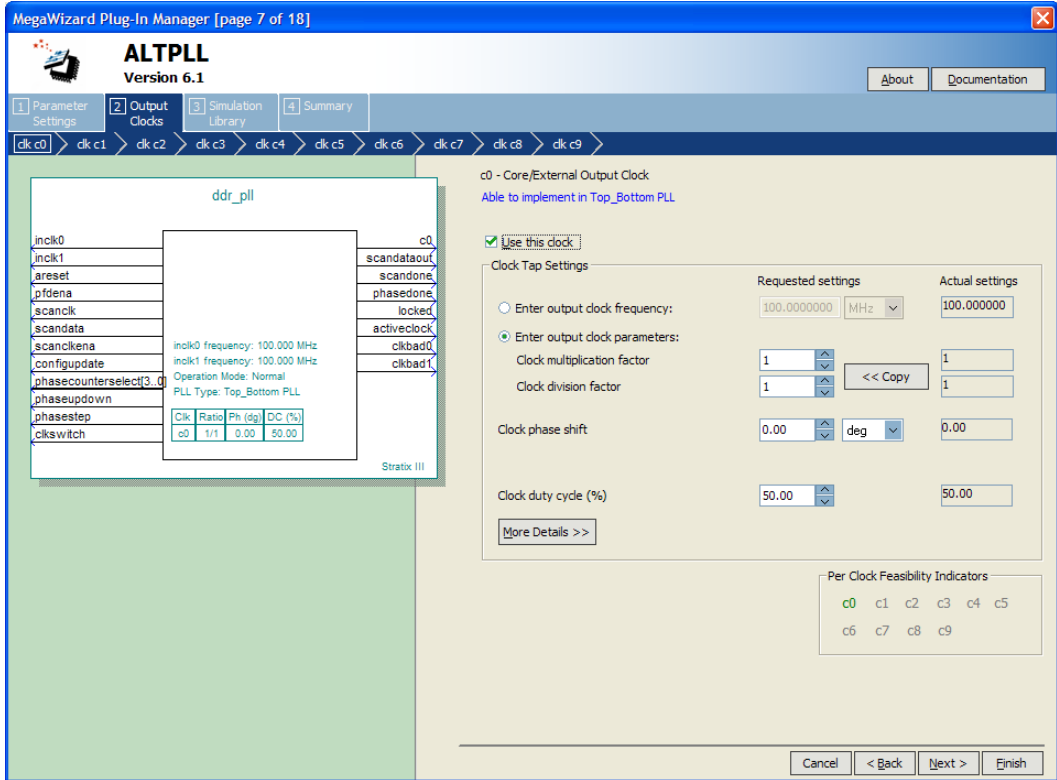 MegaWizard Plug-In Manager [page 7 of 18]
ALTPLL
Version 6.1
About
Documentation
1 Parameter Settings
2 Output Clocks
3 Simulation Library
4 Summary
clk c0
clk c1
clk c2
clk c3
clk c4
clk c5
clk c6
clk c7
clk c8
clk c9
ddr_pll
inclk0
inclk1
areset
pfdena
scanclk
scandata
scanclkena
configupdate
phasecounterselect[3..0]
phaseupdown
phasestep
clkswitch
c0
scandataout
scandone
phasedone
locked
activeclock
clkbad0
clkbad1
inclk0 frequency: 100.000 MHz
inclk1 frequency: 100.000 MHz
Operation Mode: Normal
PLL Type: Top_Bottom PLL
Clk Ratio Ph (dg) DC (%)
c0 1/1 0.00 50.00
Stratix III
c0 - Core/External Output Clock
Able to implement in Top_Bottom PLL
Use this clock
Clock Tap Settings
Requested settings
Actual settings
Enter output clock frequency:
100.0000000
MHz
100.000000
Enter output clock parameters:
Clock multiplication factor
1
<< Copy
1
Clock division factor
1
1
Clock phase shift
0.00
deg
0.00
Clock duty cycle (%)
50.00
50.00
More Details >>
Per Clock Feasibility Indicators
c0 c1 c2 c3 c4 c5
c6 c7 c8 c9
Cancel
< Back
Next >
Finish